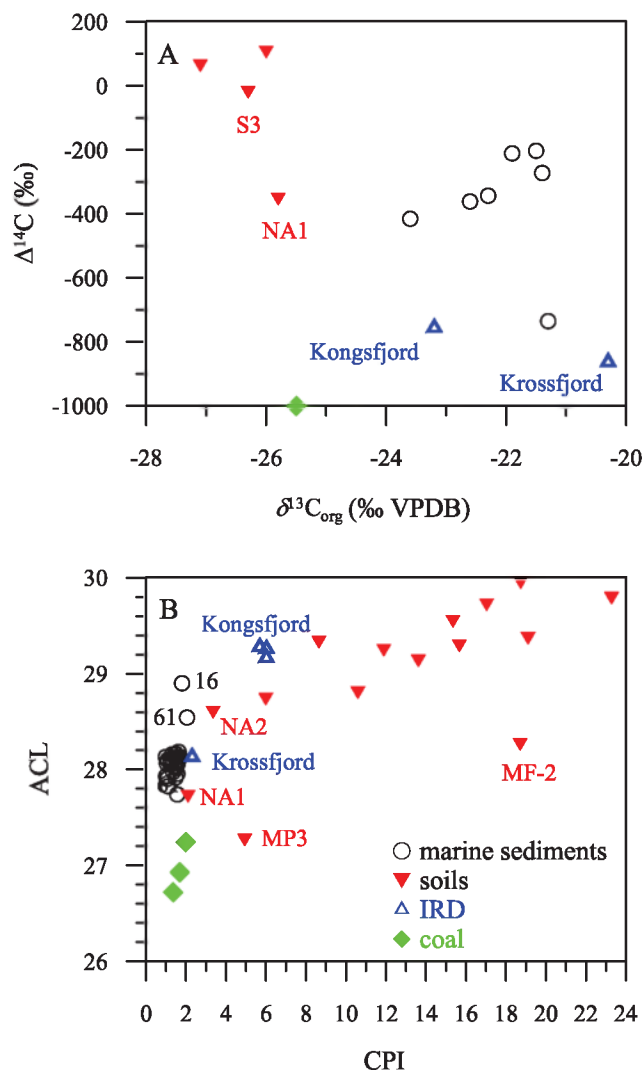 200
A
0
S3
-200
Δ¹⁴C (‰)
-400
NA1
-600
Kongsfjord
-800
Krossfjord
-1000
-28 -26 -24 -22 -20
δ¹³C_org (‰ VPDB)
30
B
Kongsfjord
29
16
61
NA2
ACL
28
Krossfjord
MF-2
NA1
MP3
27
marine sediments
soils
IRD
coal
26
0 2 4 6 8 10 12 14 16 18 20 22 24
CPI